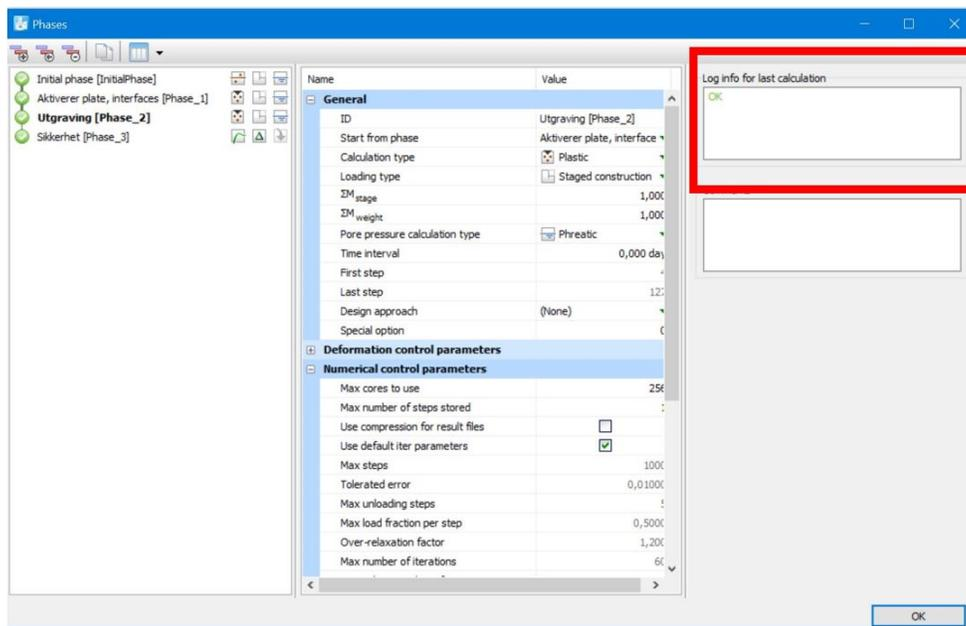 Phases
Initial phase [InitialPhase]
Aktiverer plate, interfaces [Phase_1]
Utgraving [Phase_2]
Sikkerhet [Phase_3]
Name Value
General
ID Utgraving [Phase_2]
Start from phase Aktiverer plate, interface
Calculation type Plastic
Loading type Staged construction
ΣMstage 1,000
ΣMweight 1,000
Pore pressure calculation type Phreatic
Time interval 0,000 day
First step
Last step
Design approach (None)
Special option
Deformation control parameters
Numerical control parameters
Max cores to use 256
Max number of steps stored
Use compression for result files
Use default iter parameters
Max steps 1000
Tolerated error 0,01000
Max unloading steps
Max load fraction per step 0,5000
Over-relaxation factor 1,200
Max number of iterations 60
Log info for last calculation
OK
OK